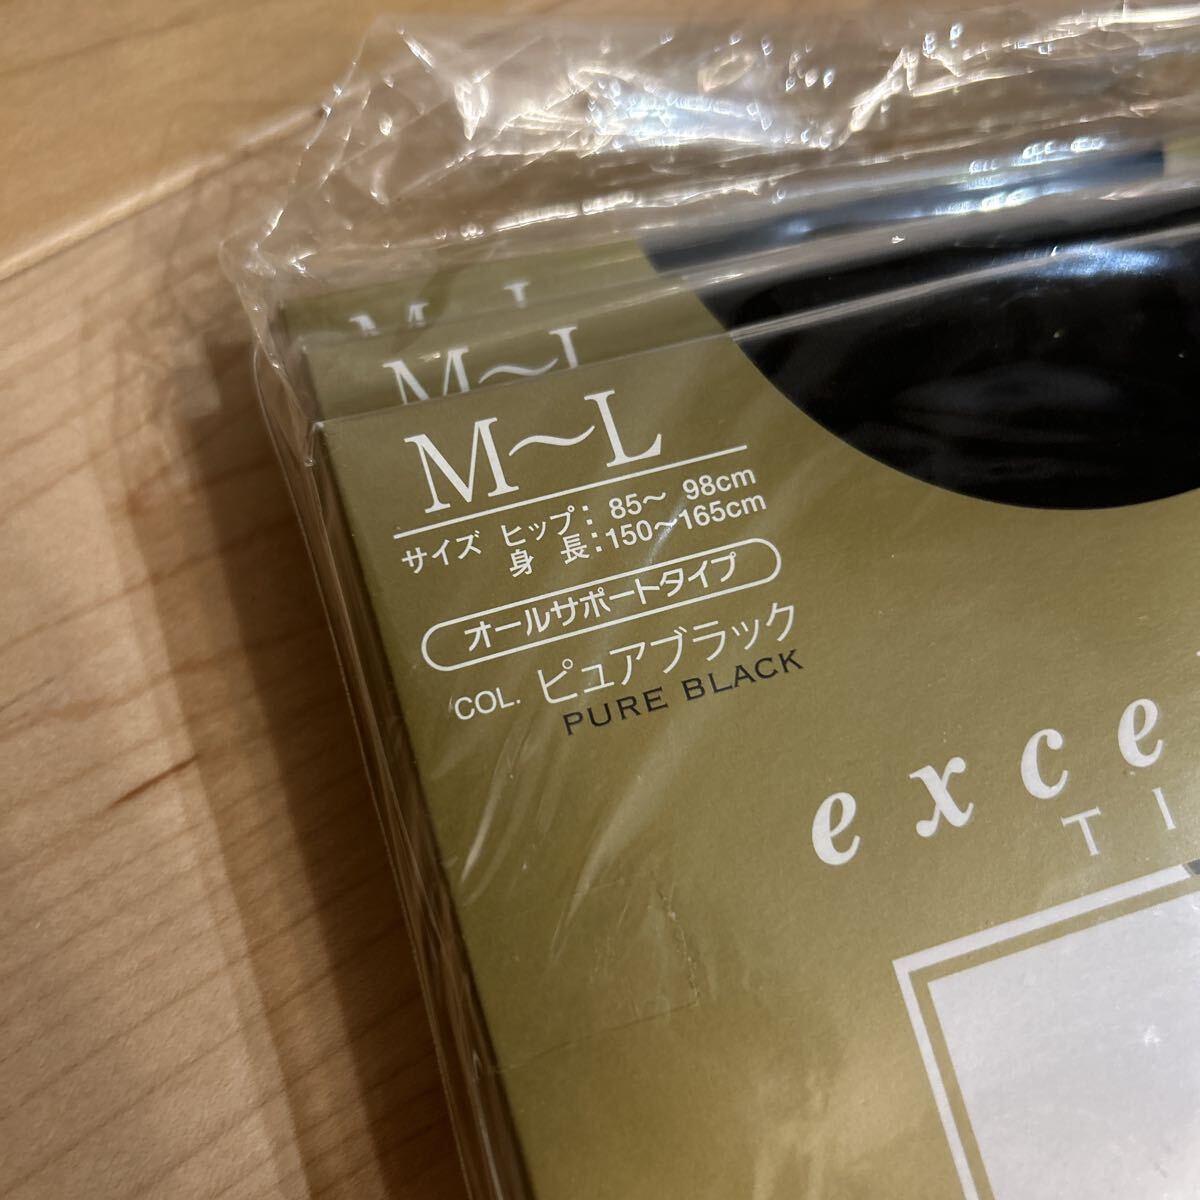 M～L
M～L
M～L
サイズ ヒップ：85～ 98cm
身 長：150～165cm
オールサポートタイプ
COL. ピュアブラック
PURE BLACK
exce
TI